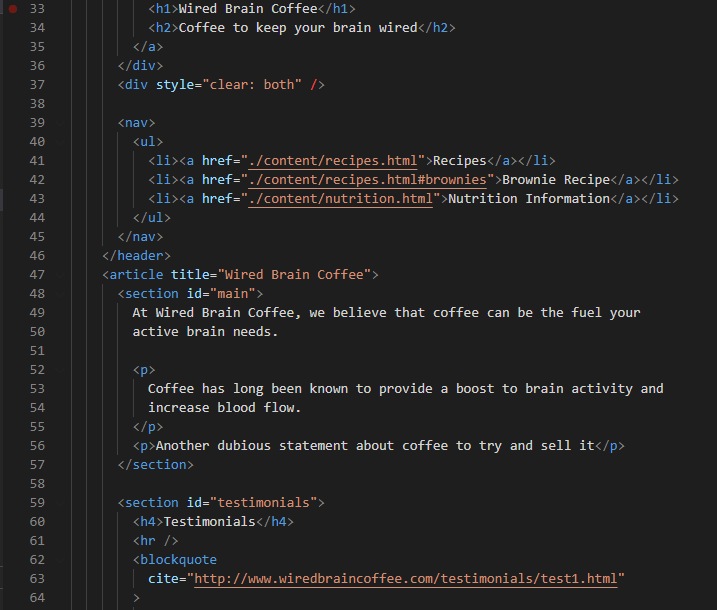 33 <h1>Wired Brain Coffee</h1>
34 <h2>Coffee to keep your brain wired</h2>
35 </a>
36 </div>
37 <div style="clear: both" />
38
39 <nav>
40 <ul>
41 <li><a href="./content/recipes.html">Recipes</a></li>
42 <li><a href="./content/recipes.html#brownies">Brownie Recipe</a></li>
43 <li><a href="./content/nutrition.html">Nutrition Information</a></li>
44 </ul>
45 </nav>
46 </header>
47 <article title="Wired Brain Coffee">
48 <section id="main">
49 At Wired Brain Coffee, we believe that coffee can be the fuel your
50 active brain needs.
51
52 <p>
53 Coffee has long been known to provide a boost to brain activity and
54 increase blood flow.
55 </p>
56 <p>Another dubious statement about coffee to try and sell it</p>
57 </section>
58
59 <section id="testimonials">
60 <h4>Testimonials</h4>
61 <hr />
62 <blockquote
63 cite="http://www.wiredbraincoffee.com/testimonials/test1.html"
64 >